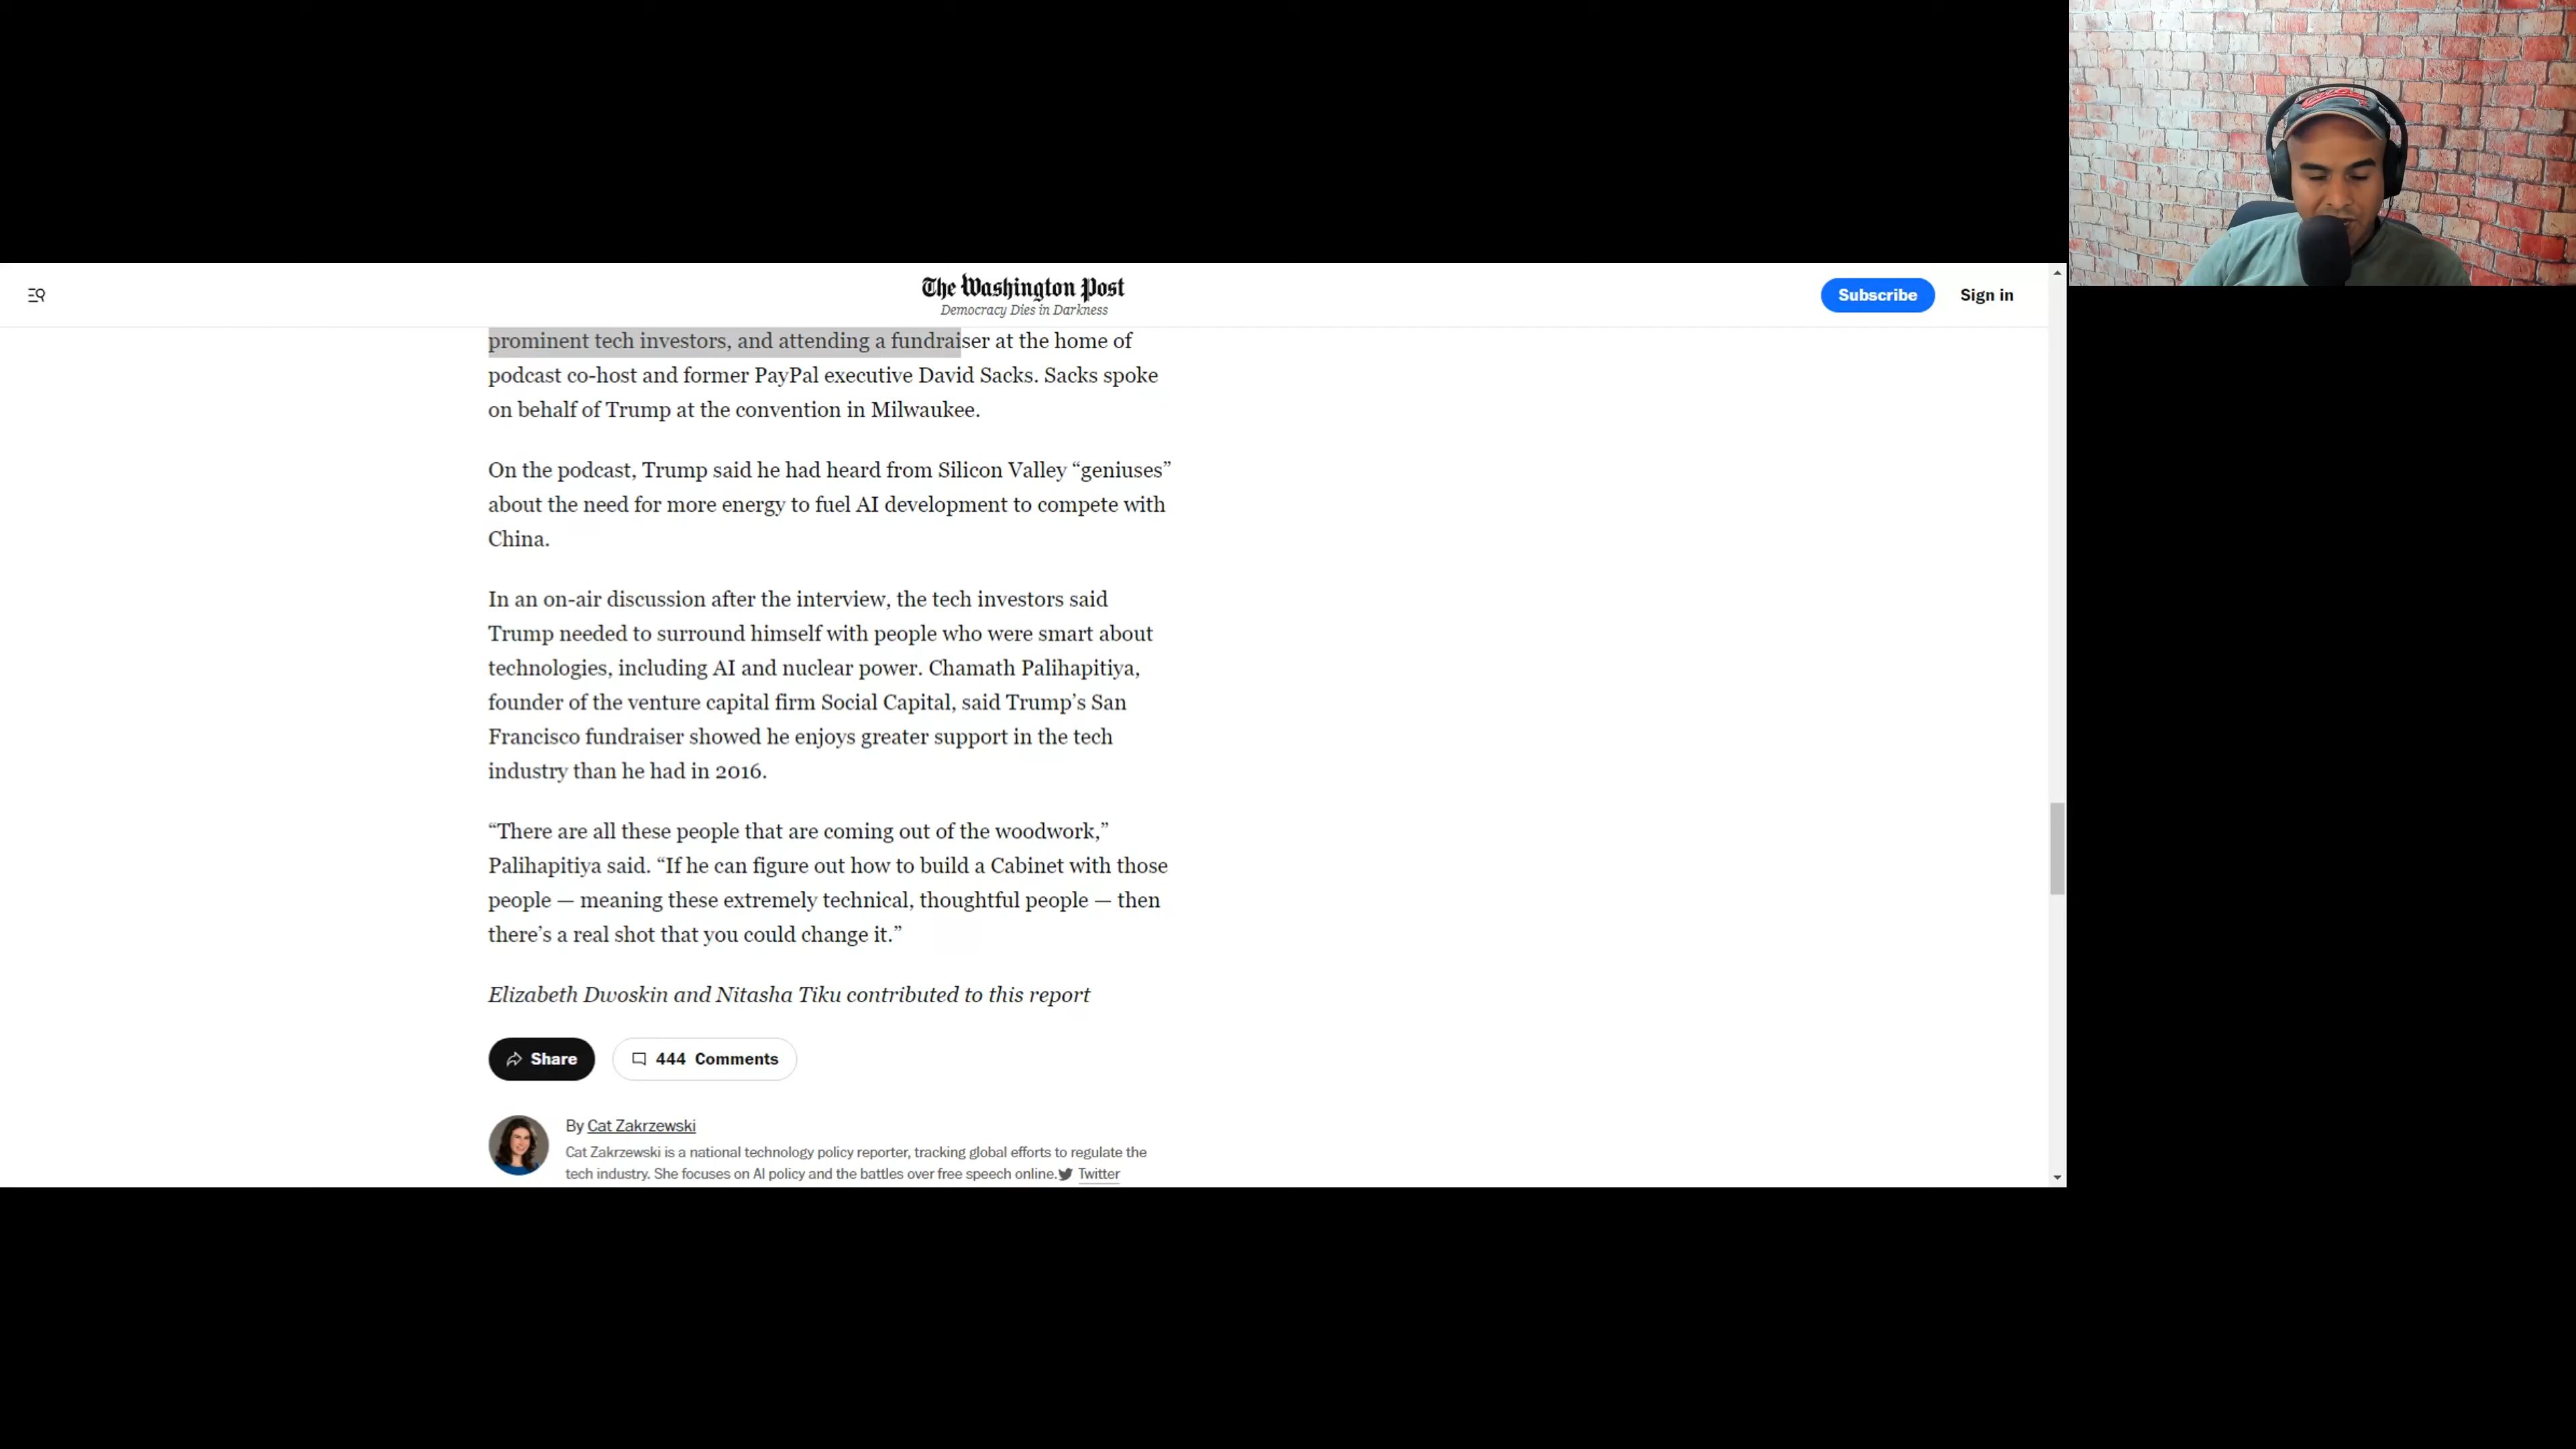 The Washington Post
Democracy Dies in Darkness
Subscribe
Sign in
prominent tech investors, and attending a fundraiser at the home of
podcast co-host and former PayPal executive David Sacks. Sacks spoke
on behalf of Trump at the convention in Milwaukee.
On the podcast, Trump said he had heard from Silicon Valley “geniuses”
about the need for more energy to fuel AI development to compete with
China.
In an on-air discussion after the interview, the tech investors said
Trump needed to surround himself with people who were smart about
technologies, including AI and nuclear power. Chamath Palihapitiya,
founder of the venture capital firm Social Capital, said Trump’s San
Francisco fundraiser showed he enjoys greater support in the tech
industry than he had in 2016.
“There are all these people that are coming out of the woodwork,”
Palihapitiya said. “If he can figure out how to build a Cabinet with those
people — meaning these extremely technical, thoughtful people — then
there’s a real shot that you could change it.”
Elizabeth Dwoskin and Nitasha Tiku contributed to this report
Share
444 Comments
By Cat Zakrzewski
Cat Zakrzewski is a national technology policy reporter, tracking global efforts to regulate the
tech industry. She focuses on AI policy and the battles over free speech online. Twitter